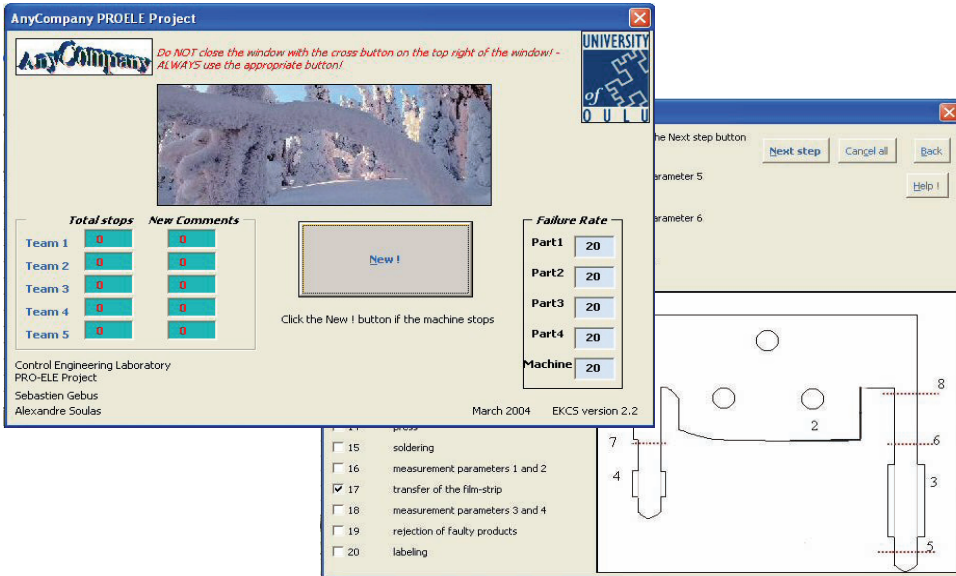 AnyCompany PROELE Project
AnyCompany
Do NOT close the window with the cross button on the top right of the window! -
ALWAYS use the appropriate button!
UNIVERSITY
of
OULU
Total stops New Comments
Team 1 0 0
Team 2 0 0
Team 3 0 0
Team 4 0 0
Team 5 0 0
New !
Click the New ! button if the machine stops
Failure Rate
Part1 20
Part2 20
Part3 20
Part4 20
Machine 20
Control Engineering Laboratory
PRO-ELE Project
Sebastien Gebus
Alexandre Soulas
March 2004 EKCS version 2.2
he Next step button
Next step Cancel all Back
arameter 5
Help !
arameter 6
15 soldering
16 measurement parameters 1 and 2
17 transfer of the film-strip
18 measurement parameters 3 and 4
19 rejection of faulty products
20 labeling
8
2
7
6
4
3
5